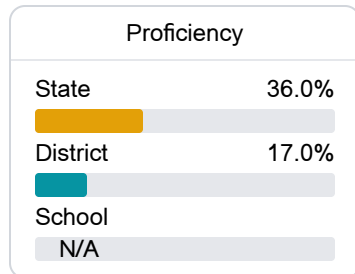 Proficiency
State 36.0%
District 17.0%
School
N/A